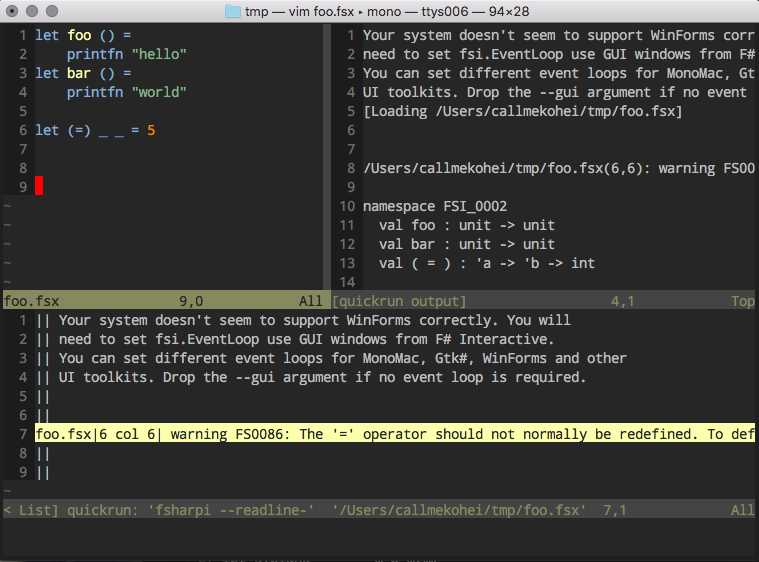 tmp — vim foo.fsx ▸ mono — ttys006 — 94×28
1 let foo () =
2     printfn "hello"
3 let bar () =
4     printfn "world"
5
6 let (=) _ _ = 5
7
8
9
~
~
~
~
~
foo.fsx 9,0 All
1 Your system doesn't seem to support WinForms corr
2 need to set fsi.EventLoop use GUI windows from F#
3 You can set different event loops for MonoMac, Gt
4 UI toolkits. Drop the --gui argument if no event
5 [Loading /Users/callmekohei/tmp/foo.fsx]
6
7
8 /Users/callmekohei/tmp/foo.fsx(6,6): warning FS00
9
10 namespace FSI_0002
11   val foo : unit -> unit
12   val bar : unit -> unit
13   val ( = ) : 'a -> 'b -> int
14
[quickrun output] 4,1 Top
1 || Your system doesn't seem to support WinForms correctly. You will
2 || need to set fsi.EventLoop use GUI windows from F# Interactive.
3 || You can set different event loops for MonoMac, Gtk#, WinForms and other
4 || UI toolkits. Drop the --gui argument if no event loop is required.
5 ||
6 ||
7 foo.fsx|6 col 6| warning FS0086: The '=' operator should not normally be redefined. To def
8 ||
9 ||
~
< List] quickrun: 'fsharpi --readline-' '/Users/callmekohei/tmp/foo.fsx' 7,1 All